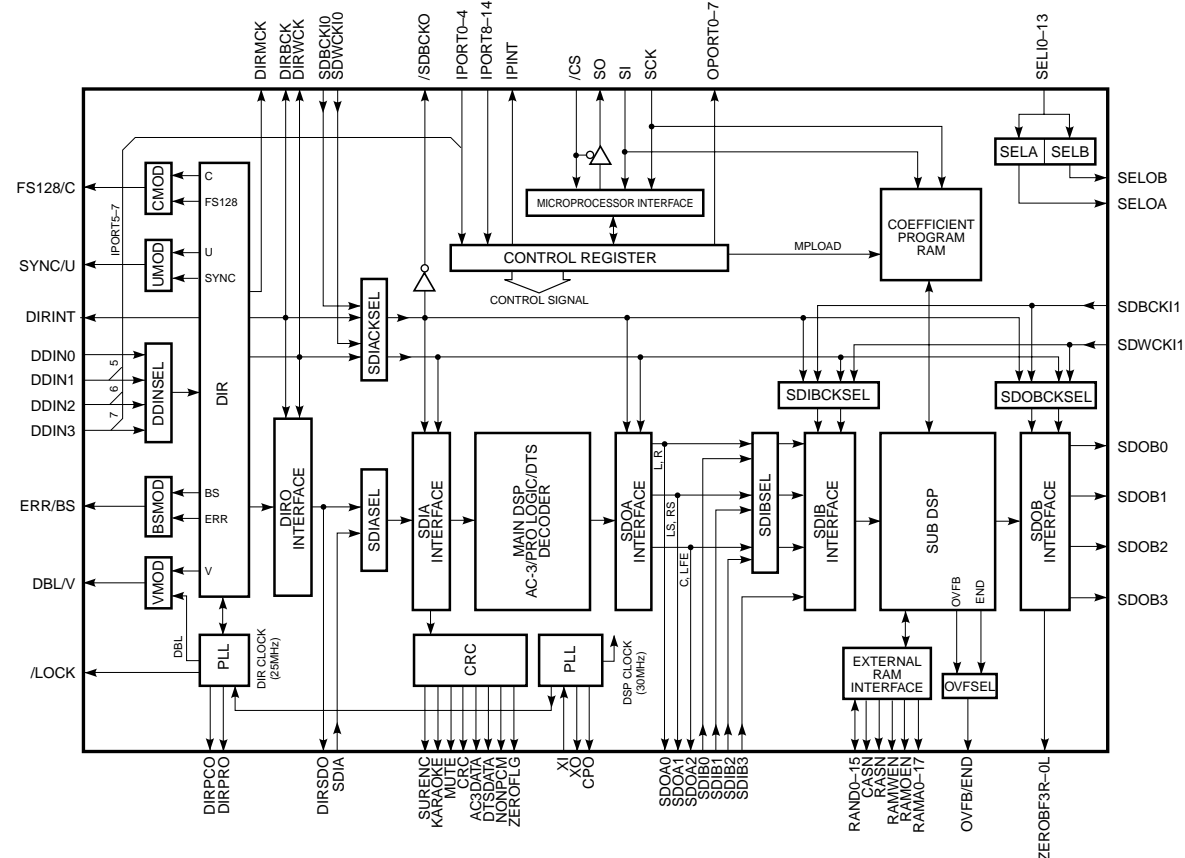 DIRMCK
DIRBCK
DIRWCK
SDBCKI0
SDWCKI0
/SDBCKO
IPORT0–4
IPORT8–14
IPINT
/CS
SO
SI
SCK
OPORT0–7
SELI0–13
FS128/C
SYNC/U
DIRINT
DDIN0
DDIN1
DDIN2
DDIN3
ERR/BS
DBL/V
/LOCK
IPORT5–7
5
6
7
CMOD
UMOD
DDINSEL
BSMOD
VMOD
C
FS128
U
SYNC
DIR
BS
ERR
V
DBL
PLL
DIR CLOCK
(25MHz)
DIRO
INTERFACE
SDIACKSEL
SDIASEL
SDIA
INTERFACE
MICROPROCESSOR INTERFACE
CONTROL REGISTER
CONTROL SIGNAL
MPLOAD
COEFFICIENT
PROGRAM
RAM
SELA
SELB
SELOB
SELOA
SDBCKI1
SDWCKI1
MAIN DSP
AC-3/PRO LOGIC/DTS
DECODER
CRC
PLL
DSP CLOCK
(30MHz)
SDOA
INTERFACE
L, R
LS, RS
C, LFE
SDIBSEL
SDIBCKSEL
SDIB
INTERFACE
SUB DSP
OVFB
END
SDOBCKSEL
SDOB
INTERFACE
SDOB0
SDOB1
SDOB2
SDOB3
EXTERNAL
RAM
INTERFACE
OVFSEL
DIRPCO
DIRPRO
DIRSDO
SDIA
SURENC
KARAOKE
MUTE
CRC
AC3DATA
DTSDATA
NONPCM
ZEROFLG
XI
XO
CPO
SDOA0
SDOA1
SDOA2
SDIB0
SDIB1
SDIB2
SDIB3
RAND0–15
CASN
RASN
RAMWEN
RAMOEN
RAMA0–17
OVFB/END
ZEROBF3R–0L